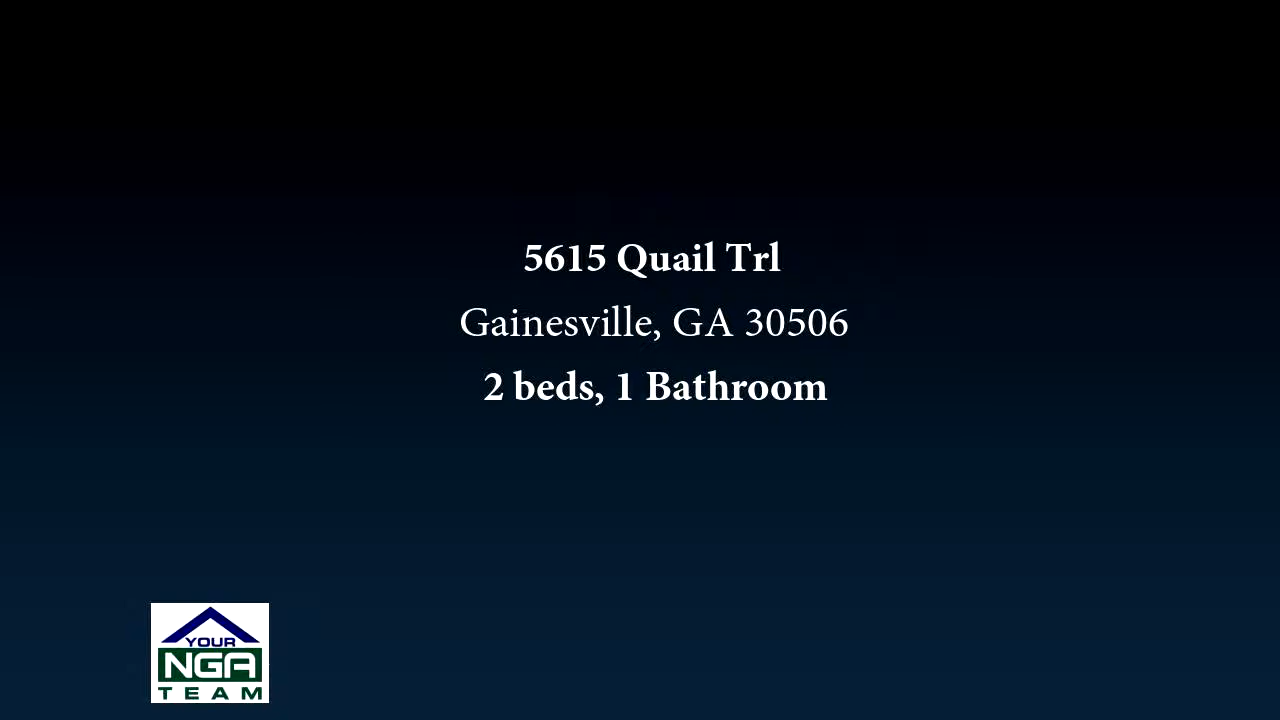 5615 Quail Trl
Gainesville, GA 30506
2 beds, 1 Bathroom
YOUR
NGA
TEAM